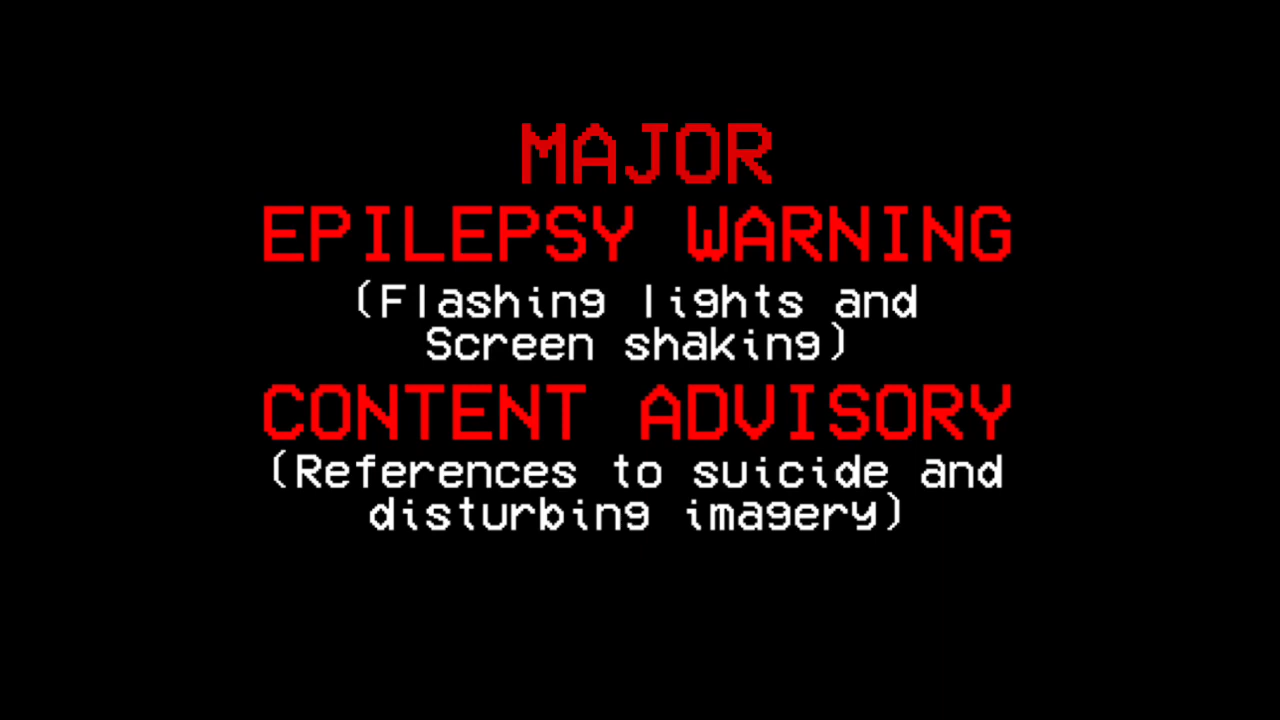 MAJOR
EPILEPSY WARNING
(Flashing lights and
Screen shaking)
CONTENT ADVISORY
(References to suicide and
disturbing imagery)